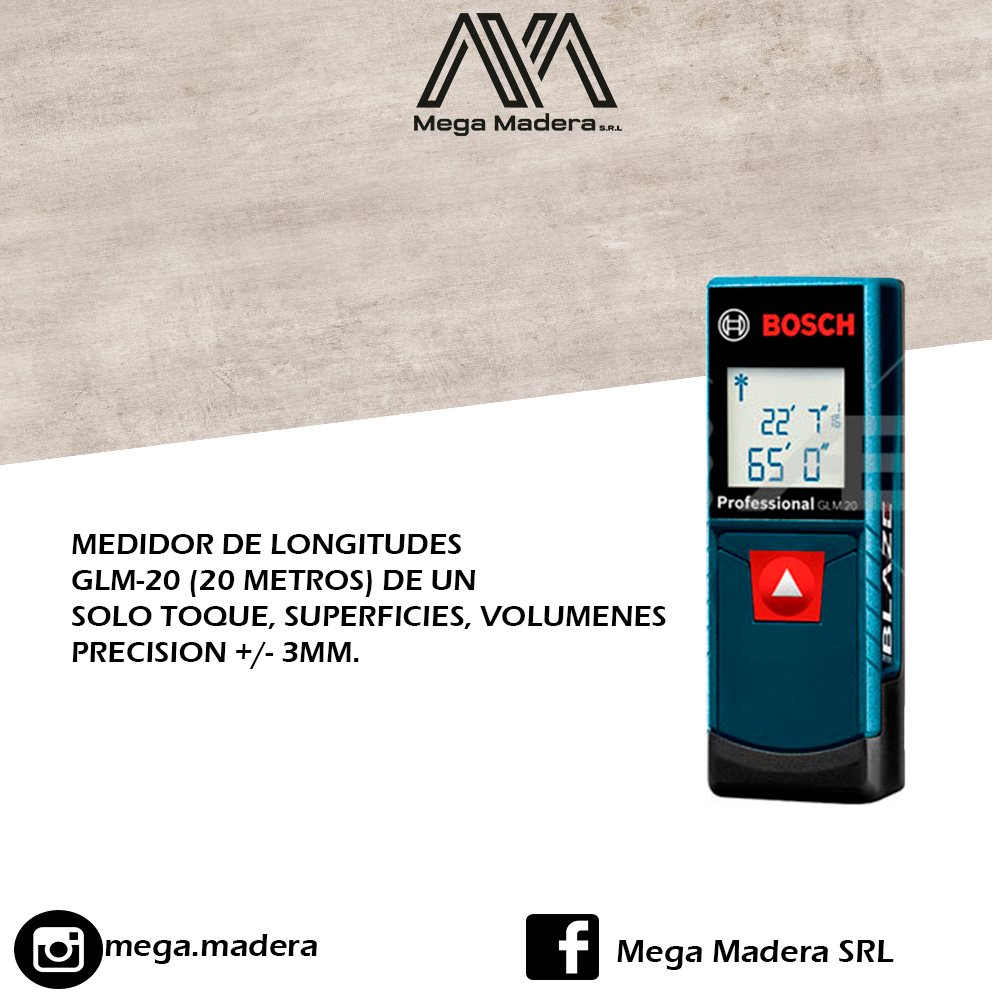 Mega Madera S.R.L
BOSCH
22' 7"
65' 0"
Professional GLM 20
BLAZE
MEDIDOR DE LONGITUDES
GLM-20 (20 METROS) DE UN
SOLO TOQUE, SUPERFICIES, VOLUMENES
PRECISION +/- 3MM.
mega.madera
Mega Madera SRL